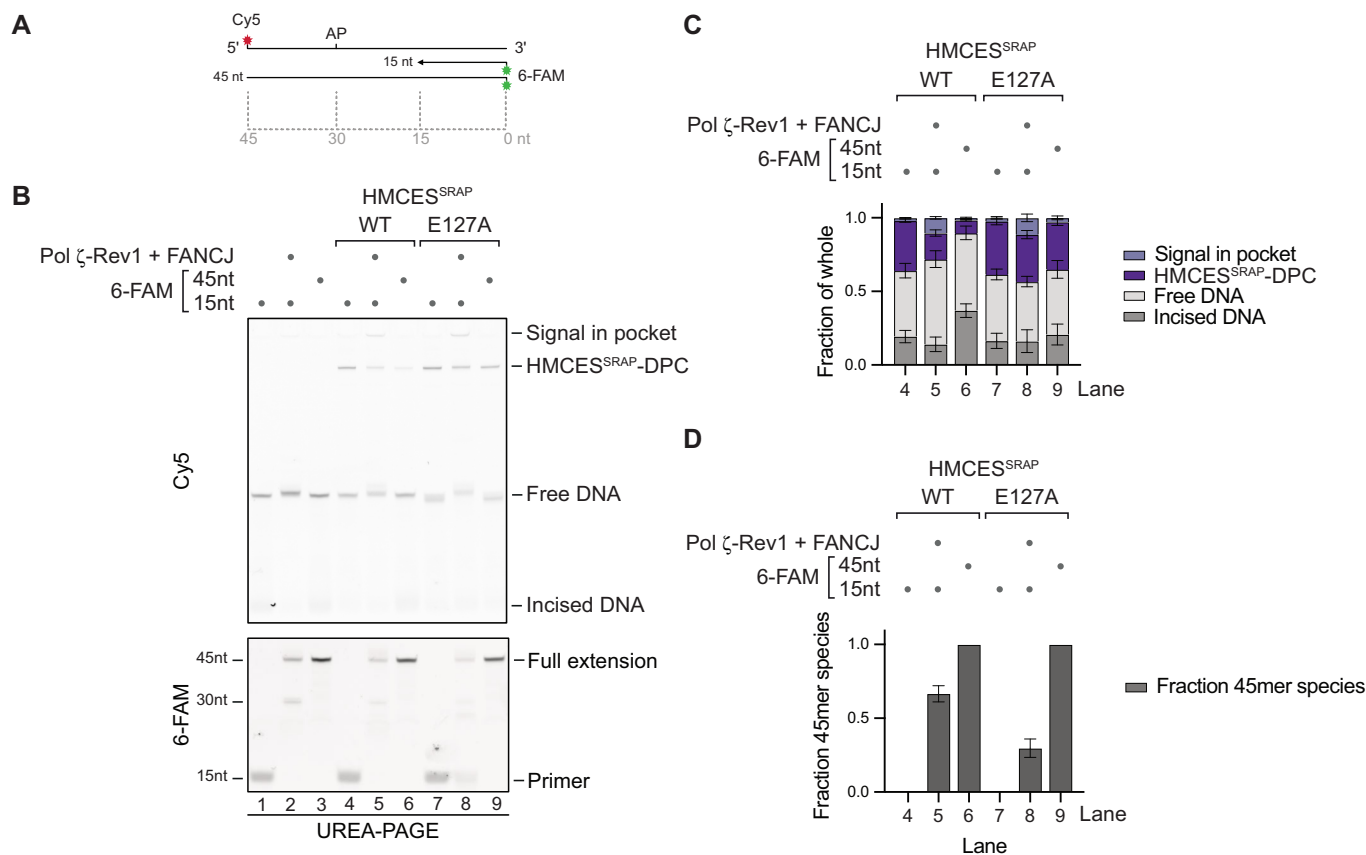 A
Cy5
AP
5'
3'
15 nt
45 nt
6-FAM
45
30
15
0 nt
B
HMCES^SRAP
WT
E127A
Pol ζ-Rev1 + FANCJ
6-FAM
45nt
15nt
Cy5
Signal in pocket
HMCES^SRAP-DPC
Free DNA
Incised DNA
6-FAM
45nt
30nt
15nt
Full extension
Primer
1 2 3 4 5 6 7 8 9
UREA-PAGE
C
HMCES^SRAP
WT
E127A
Pol ζ-Rev1 + FANCJ
6-FAM
45nt
15nt
Fraction of whole
1.0
0.5
0.0
4 5 6 7 8 9 Lane
Signal in pocket
HMCES^SRAP-DPC
Free DNA
Incised DNA
D
HMCES^SRAP
WT
E127A
Pol ζ-Rev1 + FANCJ
6-FAM
45nt
15nt
Fraction 45mer species
1.0
0.5
0.0
4 5 6 7 8 9 Lane
Lane
Fraction 45mer species